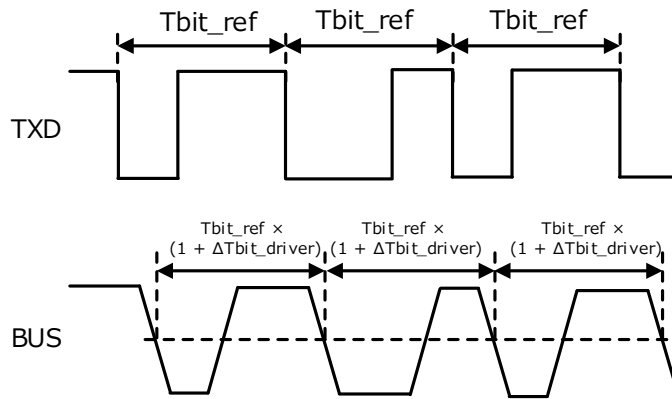 Tbit_ref Tbit_ref Tbit_ref
TXD
Tbit_ref × Tbit_ref × Tbit_ref ×
(1 + ΔTbit_driver) (1 + ΔTbit_driver) (1 + ΔTbit_driver)
BUS